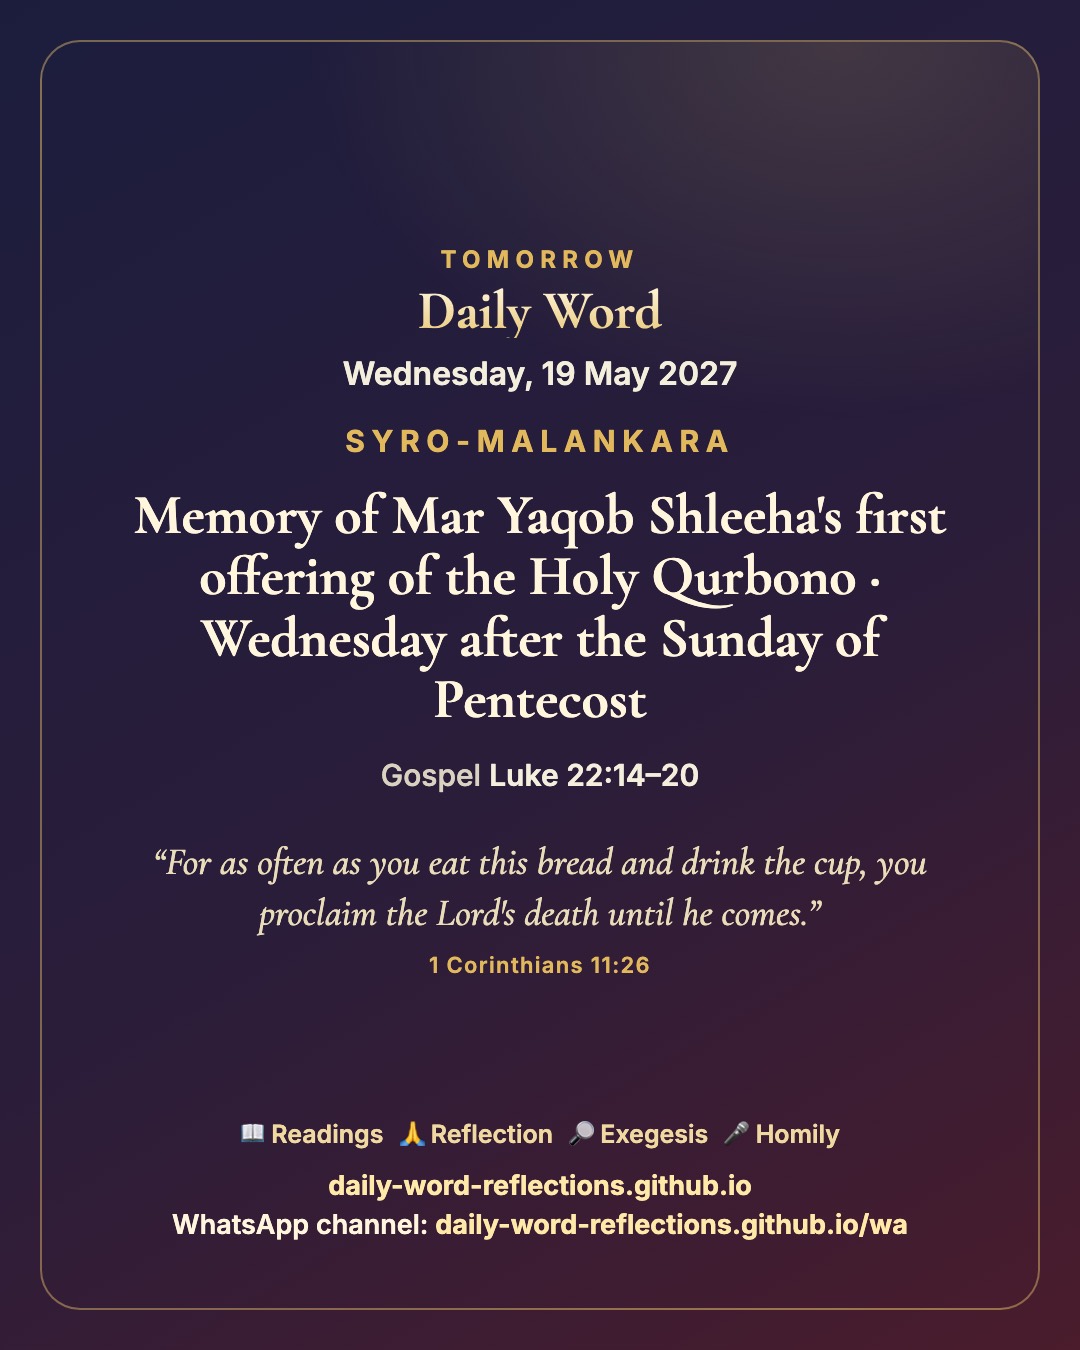 TOMORROW
Daily Word
Wednesday, 19 May 2027
SYRO-MALANKARA
Memory of Mar Yaqob Shleeha's first
offering of the Holy Qurbono ·
Wednesday after the Sunday of
Pentecost
Gospel Luke 22:14–20
“For as often as you eat this bread and drink the cup, you
proclaim the Lord's death until he comes.”
1 Corinthians 11:26
📖 Readings 🙏 Reflection 🔎 Exegesis 🎤 Homily
daily-word-reflections.github.io
WhatsApp channel: daily-word-reflections.github.io/wa